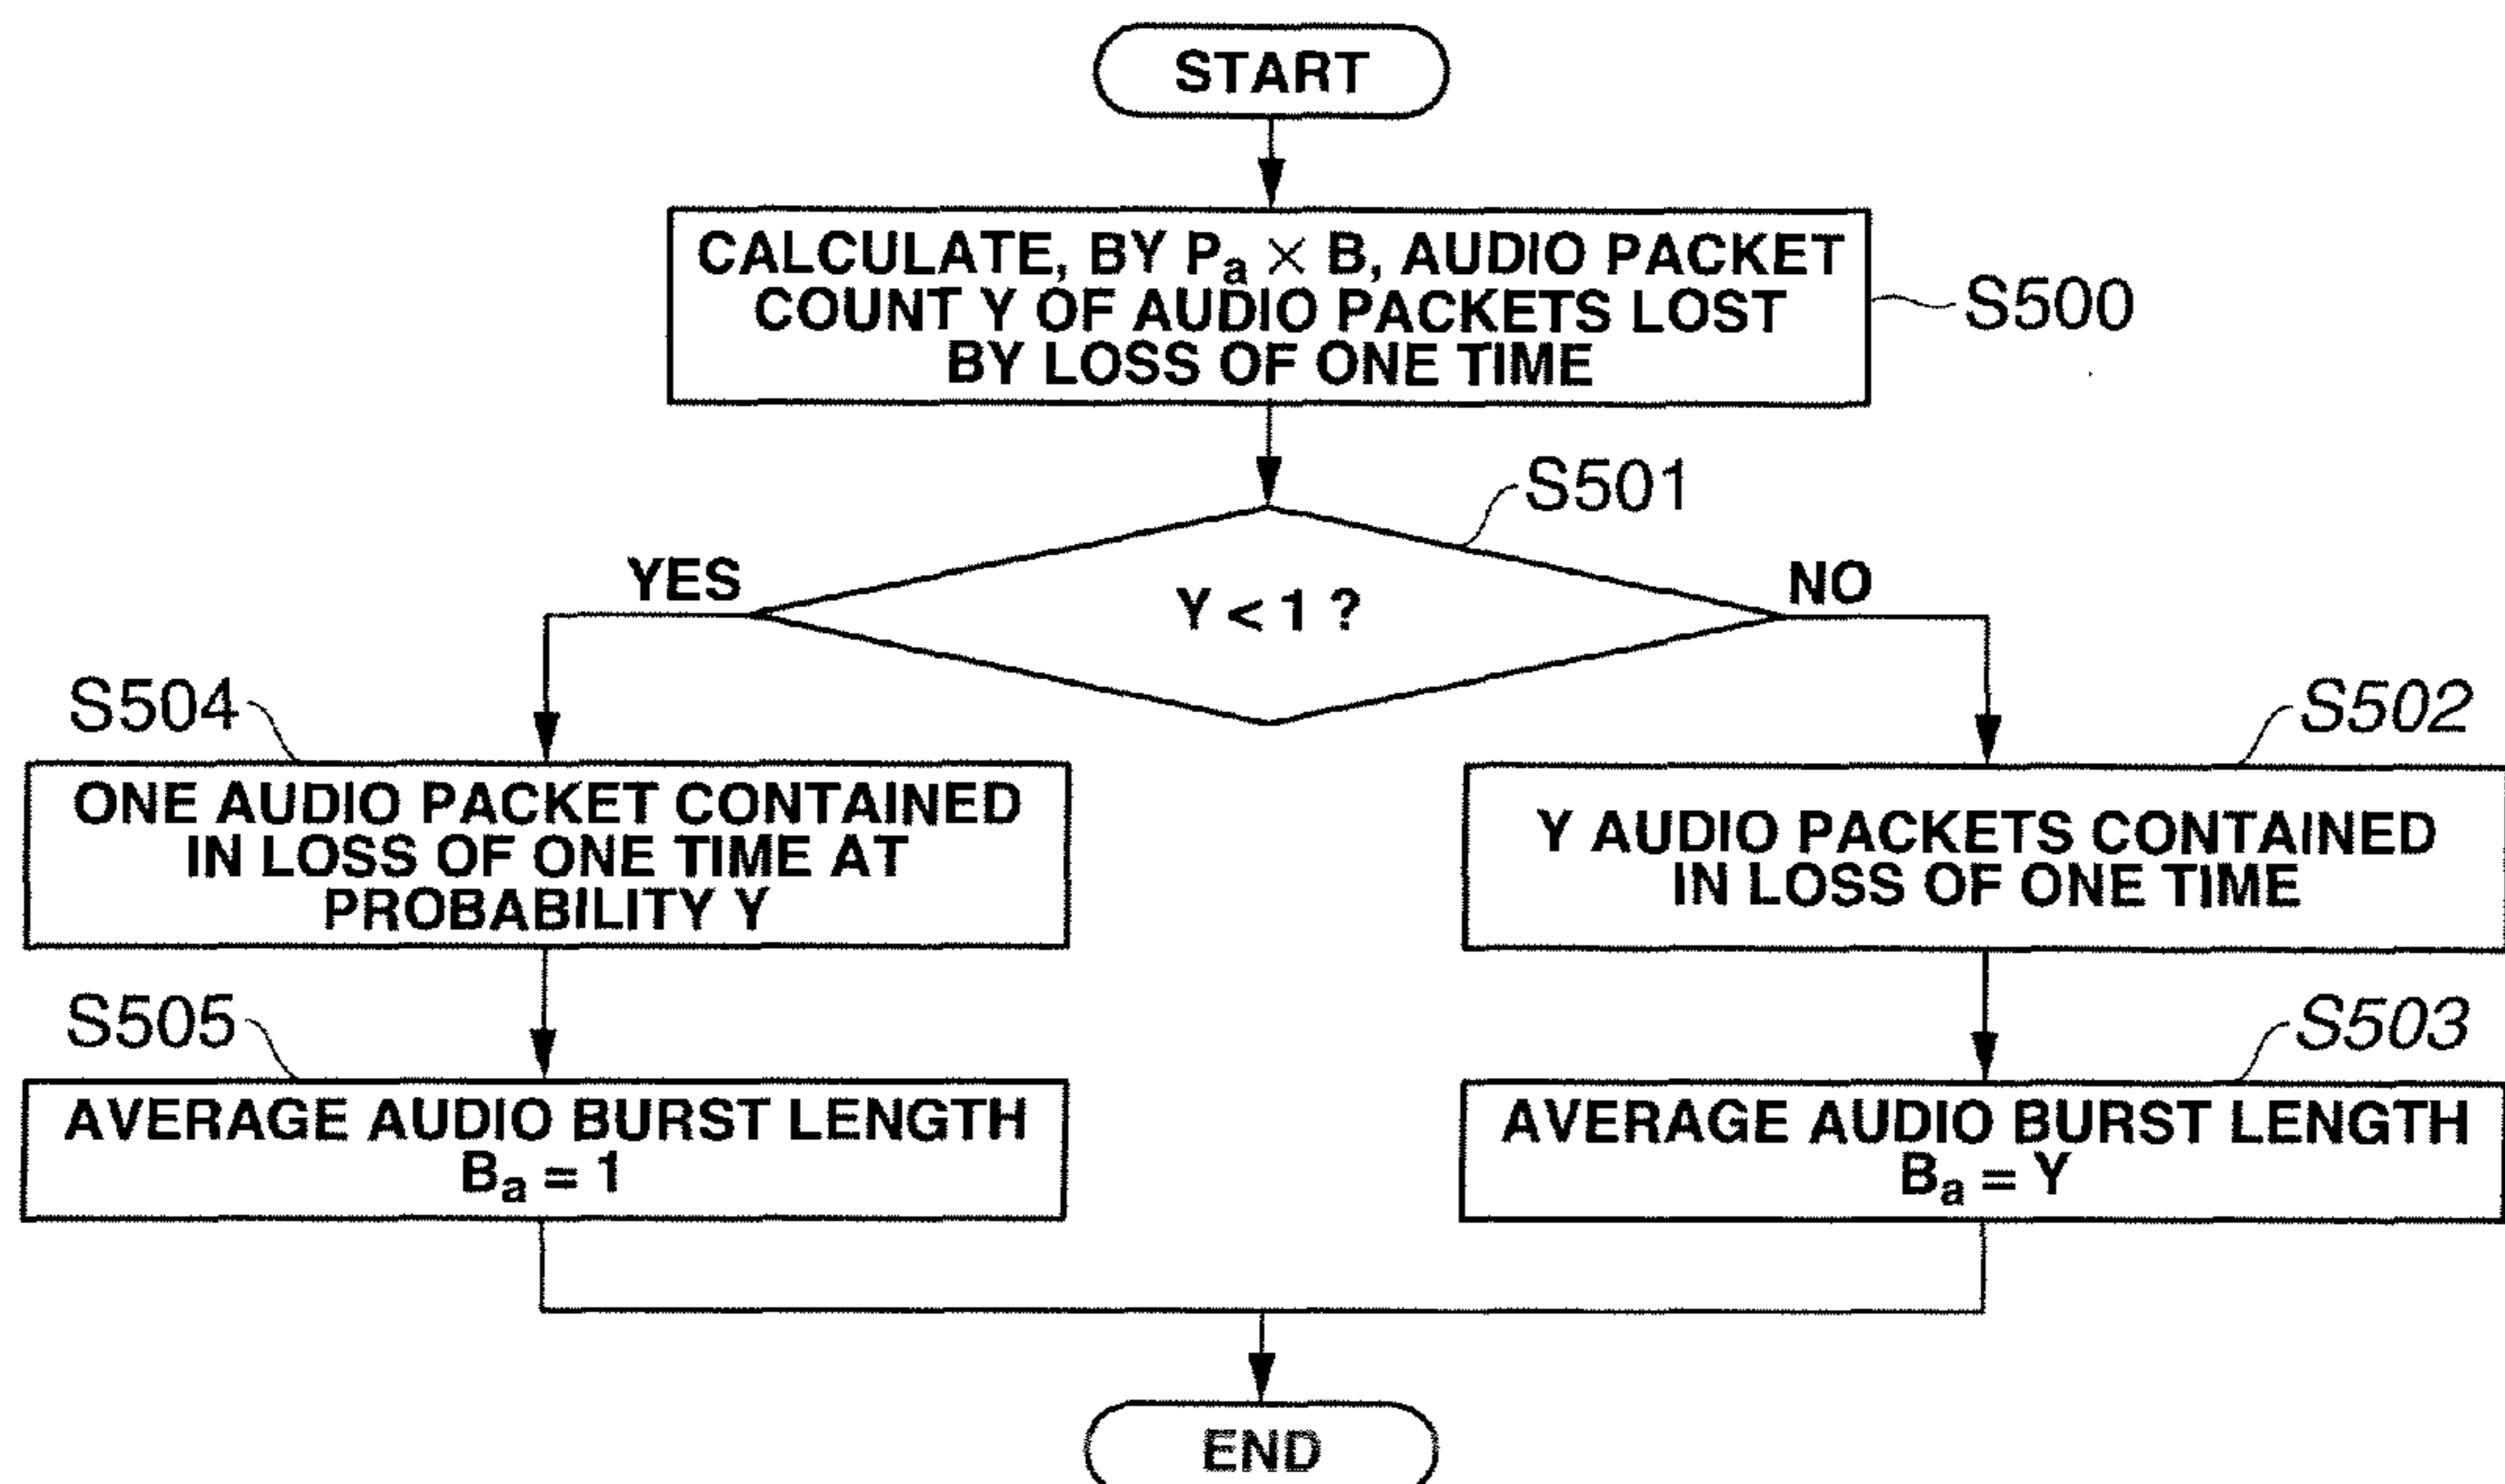 START
CALCULATE, BY Pa × B, AUDIO PACKET
COUNT Y OF AUDIO PACKETS LOST
BY LOSS OF ONE TIME
S500
S501
YES
Y < 1 ?
NO
S504
ONE AUDIO PACKET CONTAINED
IN LOSS OF ONE TIME AT
PROBABILITY Y
S502
Y AUDIO PACKETS CONTAINED
IN LOSS OF ONE TIME
S505
AVERAGE AUDIO BURST LENGTH
Ba = 1
S503
AVERAGE AUDIO BURST LENGTH
Ba = Y
END